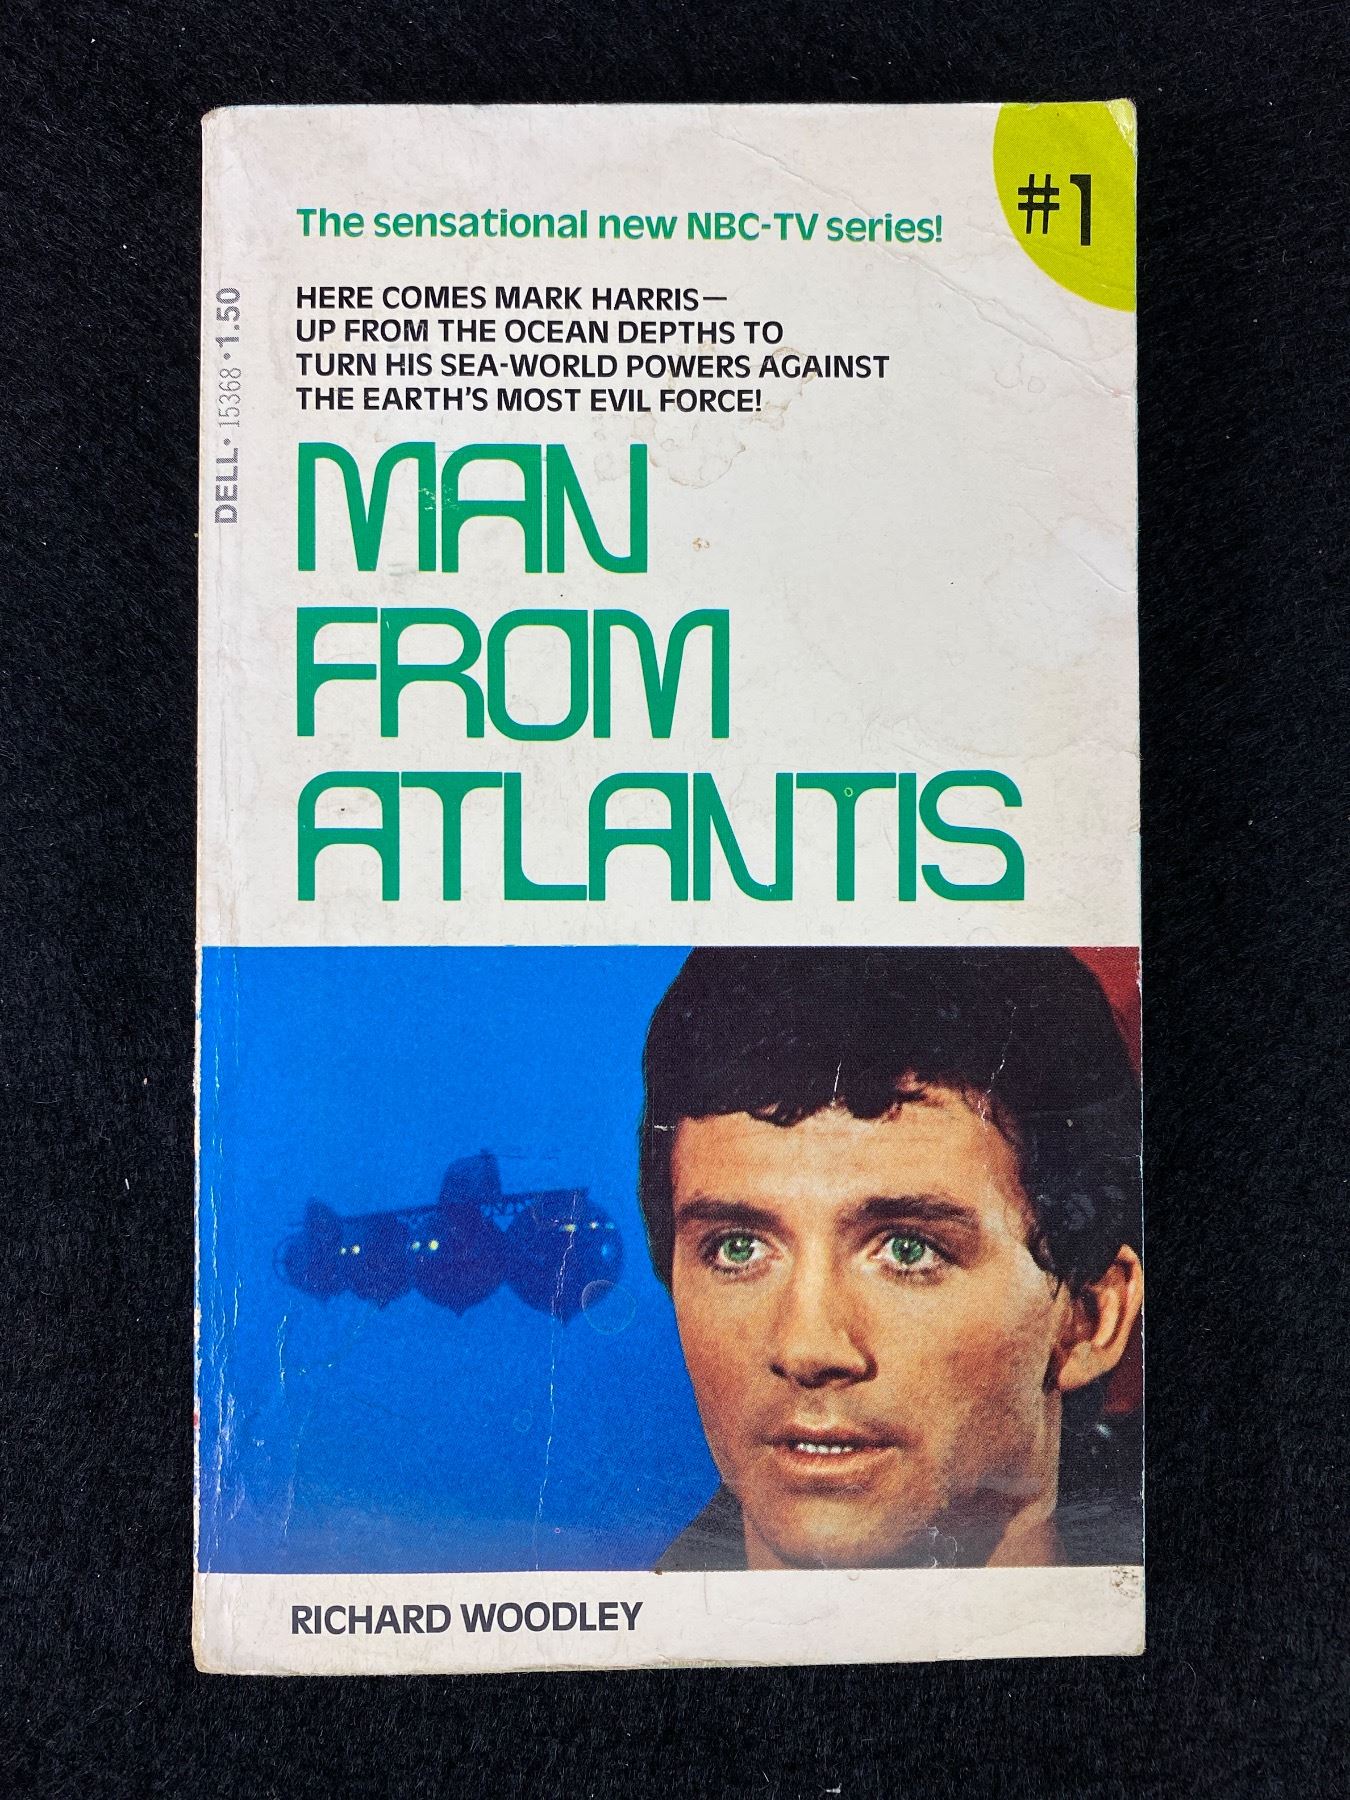 #1
The sensational new NBC-TV series!
HERE COMES MARK HARRIS—
UP FROM THE OCEAN DEPTHS TO
TURN HIS SEA-WORLD POWERS AGAINST
THE EARTH'S MOST EVIL FORCE!
DELL • 15368 • 1.50
MAN
FROM
ATLANTIS
RICHARD WOODLEY